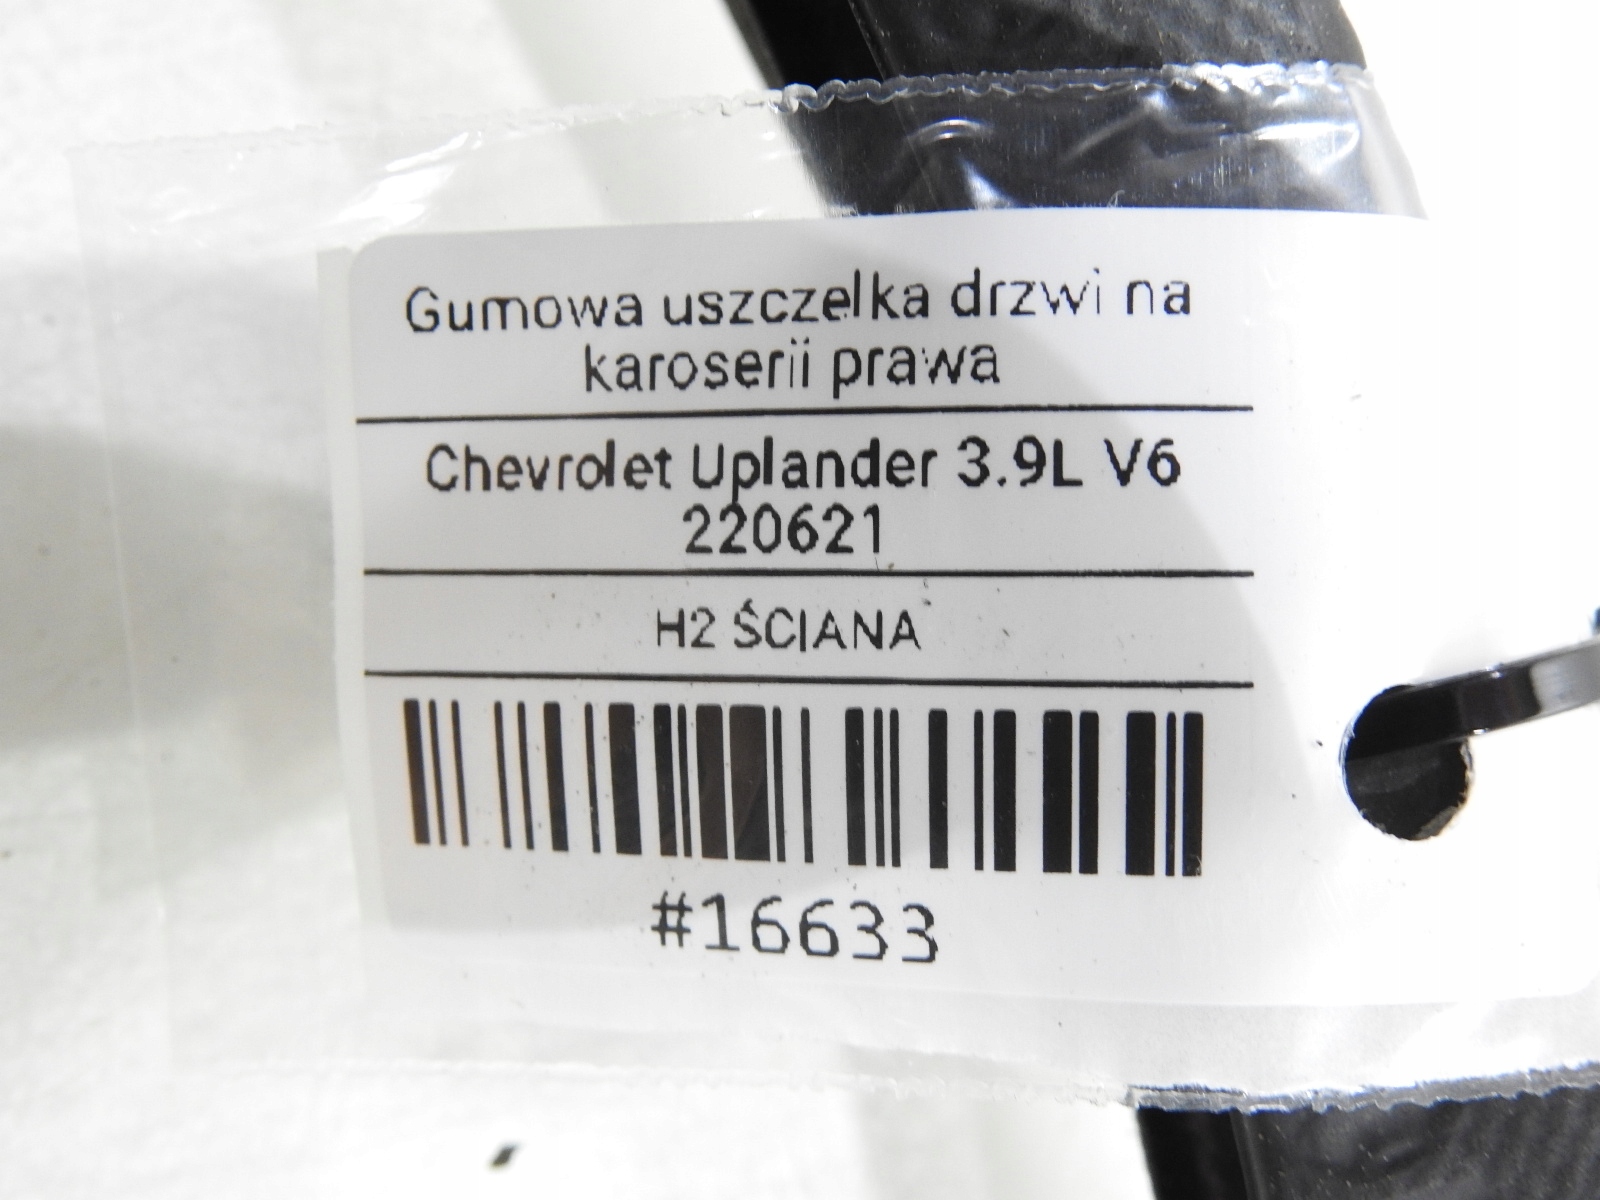 Gumowa uszczelka drzwi na
karoserii prawa
Chevrolet Uplander 3.9L V6
220621
H2 ŚCIANA
#16633